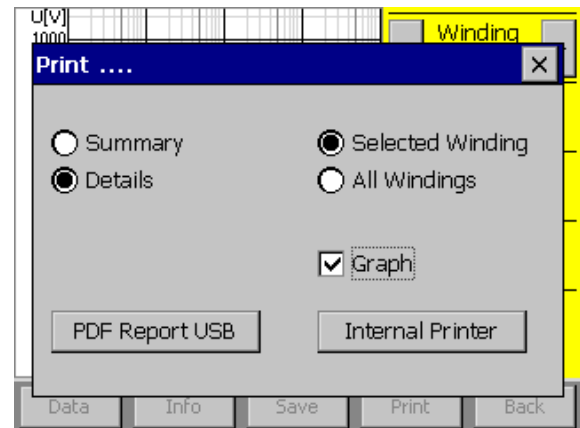 U[V]
1000
Winding
Print ....
Summary
Selected Winding
Details
All Windings
Graph
PDF Report USB
Internal Printer
Data
Info
Save
Print
Back